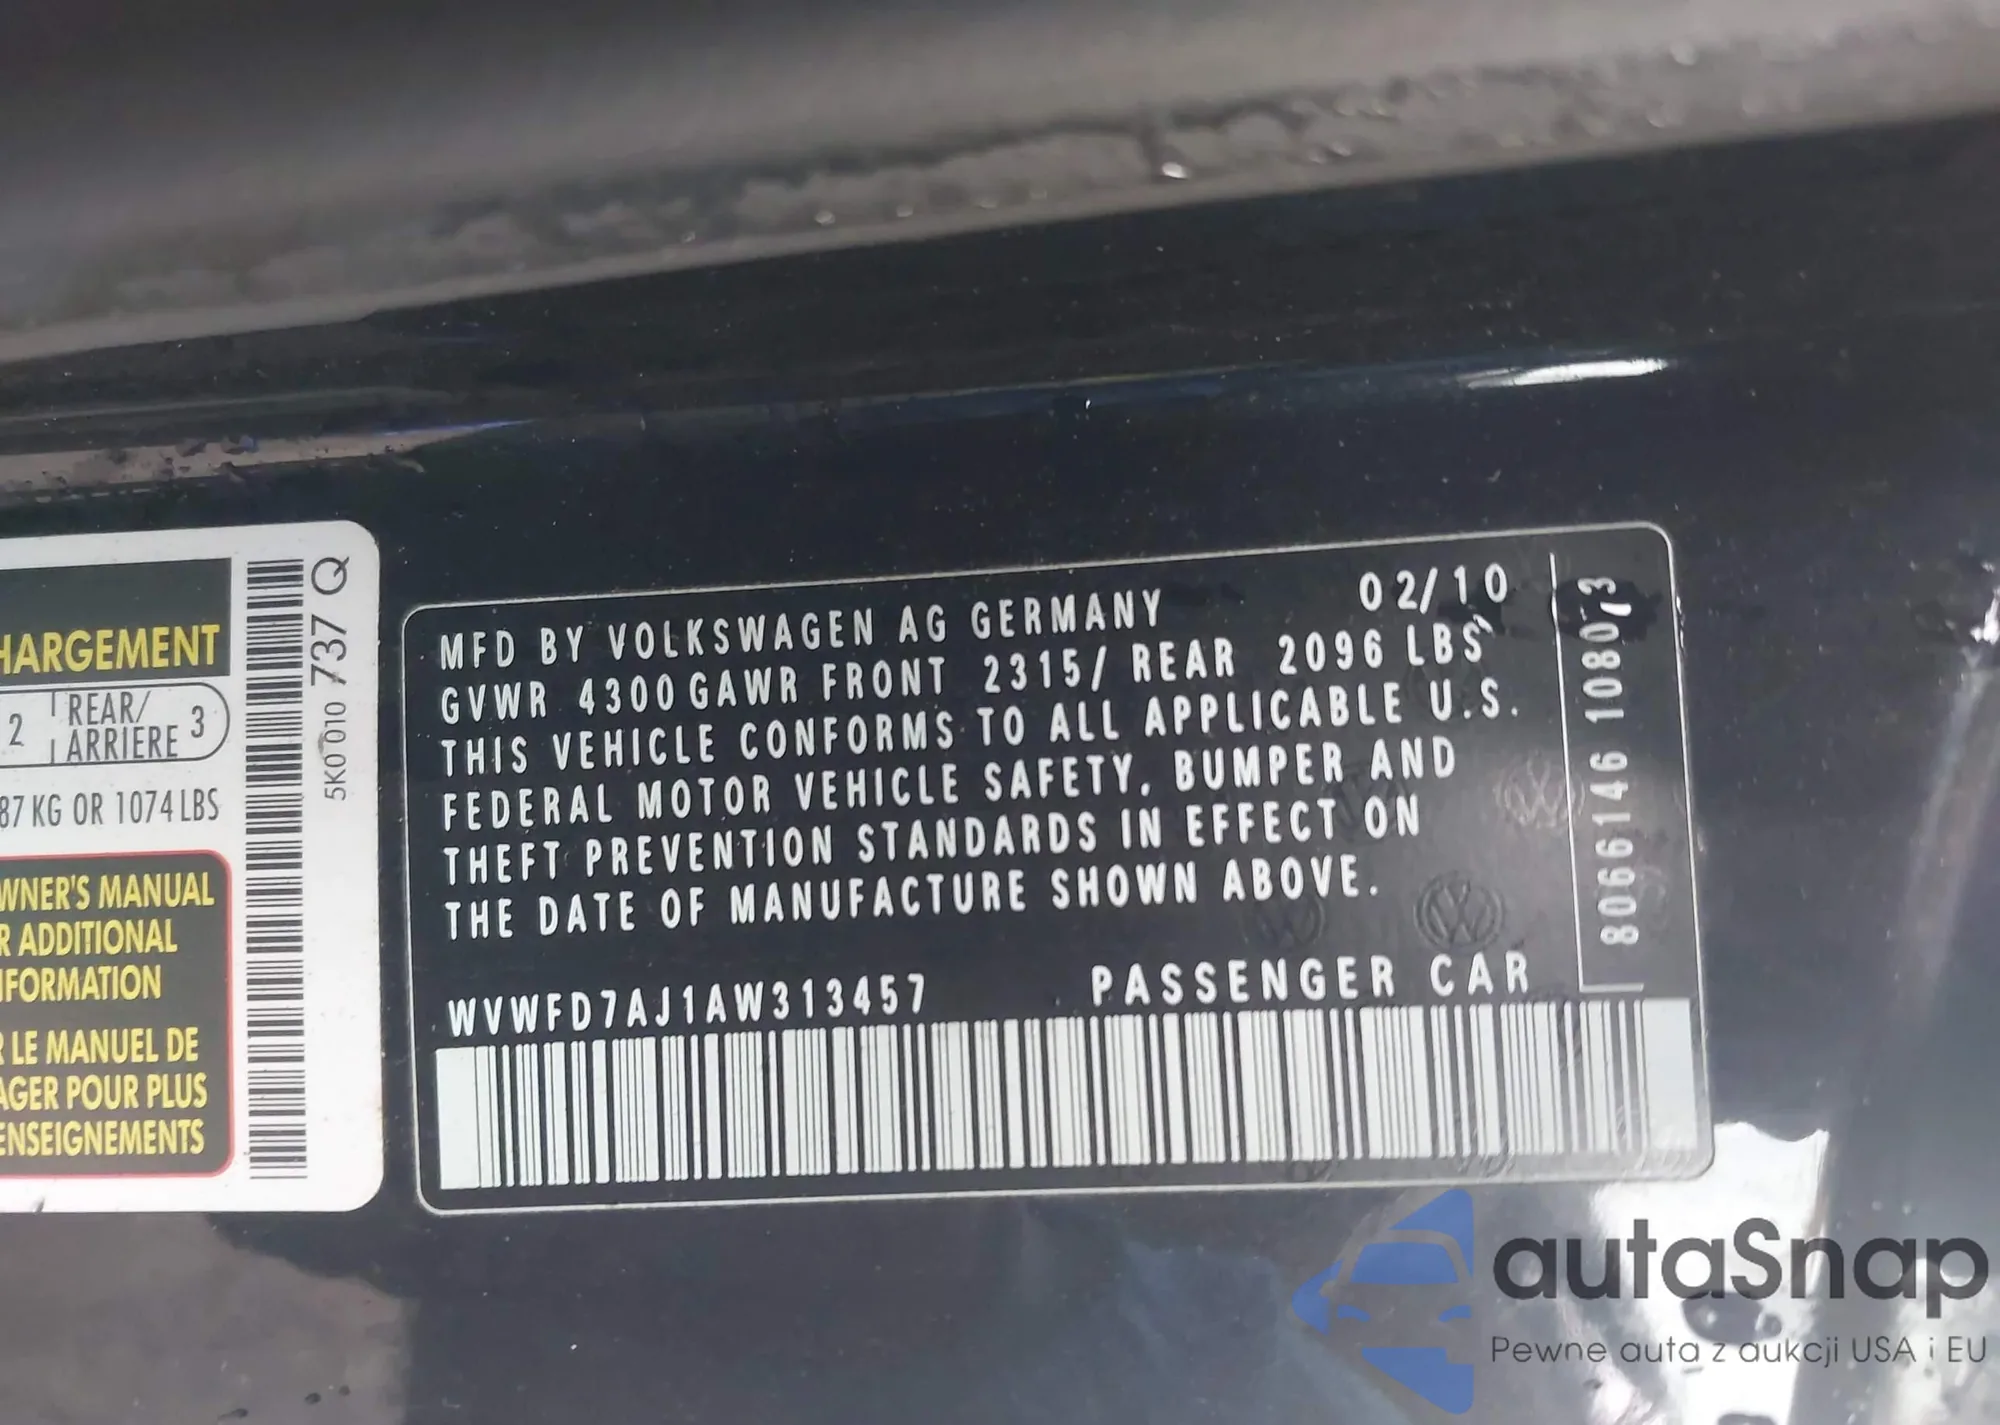 HARGEMENT
2 REAR/ ARRIERE 3
87 KG OR 1074 LBS
WNER'S MANUAL
R ADDITIONAL
NFORMATION
R LE MANUEL DE
AGER POUR PLUS
ENSEIGNEMENTS
5K0 010 737 Q
MFD BY VOLKSWAGEN AG GERMANY 02/10
GVWR 4300 GAWR FRONT 2315/ REAR 2096 LBS,
THIS VEHICLE CONFORMS TO ALL APPLICABLE U.S.
FEDERAL MOTOR VEHICLE SAFETY, BUMPER AND
THEFT PREVENTION STANDARDS IN EFFECT ON
THE DATE OF MANUFACTURE SHOWN ABOVE.
WVWFD7AJ1AW313457 PASSENGER CAR
8066146 108073
autaSnap
Pewne auta z aukcji USA i EU